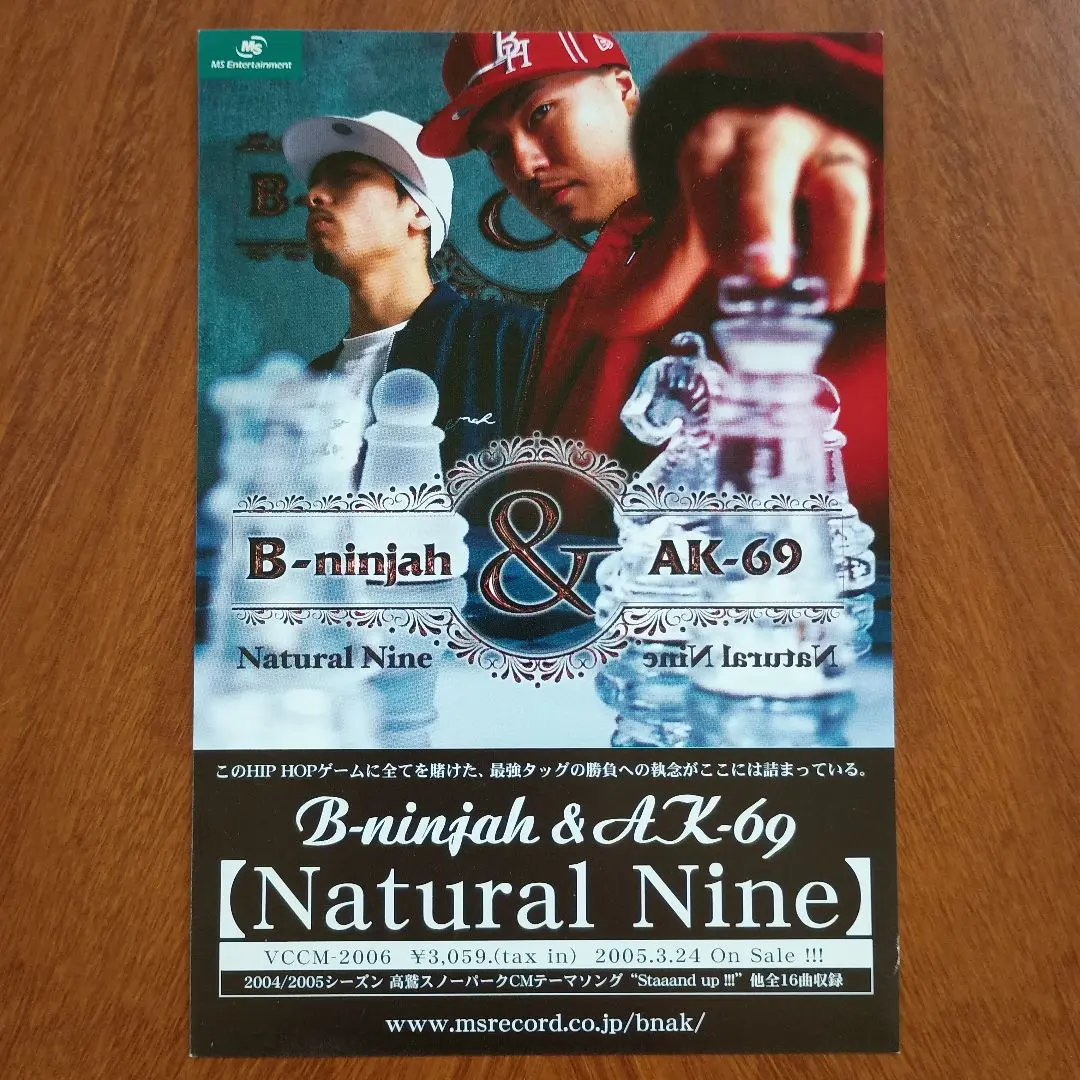 MS
MS Entertainment
BH
B-
B-ninjah & AK-69
Natural Nine Natural Nine
このHIP HOPゲームに全てを賭けた、最強タッグの勝負への執念がここには詰まっている。
B-ninjah & AK-69
【Natural Nine】
VCCM-2006 ¥3,059.(tax in) 2005.3.24 On Sale !!!
2004/2005シーズン 高鷲スノーパークCMテーマソング“Staaand up !!!”他全16曲収録
www.msrecord.co.jp/bnak/